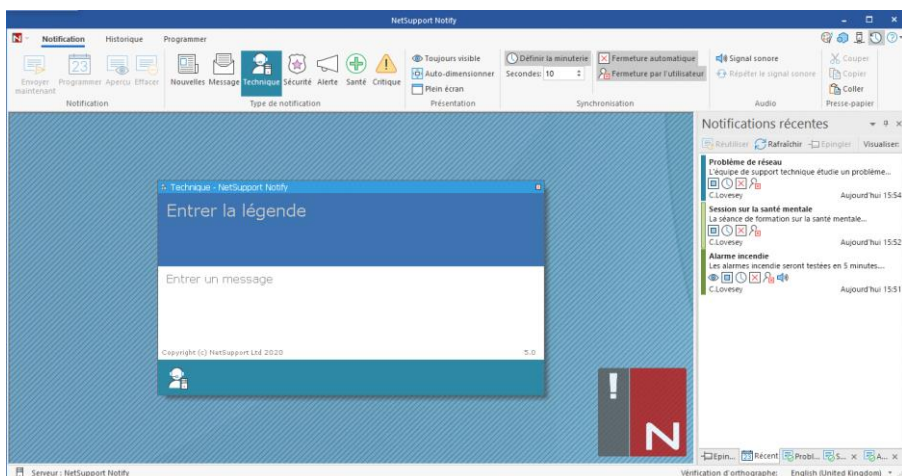 NetSupport Notify
Notification Historique Programmer
Envoyer maintenant Programmer Aperçu Effacer
Nouvelles Message Technique Sécurité Alerte Santé Critique
Toujours visible
Auto-dimensionner
Plein écran
Définir la minuterie
Secondes: 10
Fermeture automatique
Fermeture par l'utilisateur
Signal sonore
Répéter le signal sonore
Couper
Copier
Coller
Notification Type de notification Présentation Synchronisation Audio Presse-papier
Technique - NetSupport Notify
Entrer la légende
Entrer un message
Copyright (c) NetSupport Ltd 2020 5.0
! N
Notifications récentes
Réutiliser Rafraîchir Epingler Visualiser:
Problème de réseau
L'équipe de support technique étudie un problème...
C.Lovesey Aujourd'hui 15:54
Session sur la santé mentale
La séance de formation sur la santé mentale...
C.Lovesey Aujourd'hui 15:52
Alarme incendie
Les alarmes incendie seront testées en 5 minutes....
C.Lovesey Aujourd'hui 15:51
Epin... Récent Probl... S... A...
Serveur : NetSupport Notify Vérification d'orthographe: English (United Kingdom)